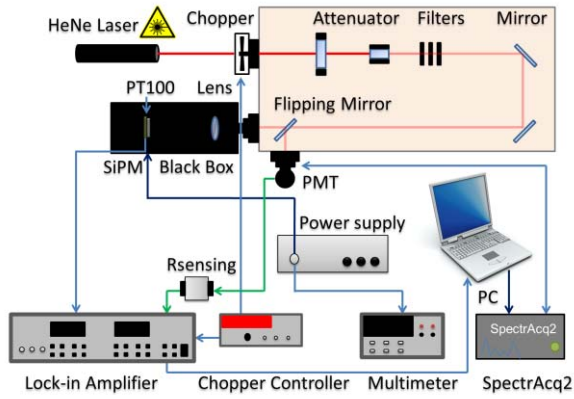 HeNe Laser
Chopper
Attenuator
Filters
Mirror
PT100
Lens
Flipping Mirror
SiPM
Black Box
PMT
Power supply
Rsensing
PC
SpectrAcq2
Lock-in Amplifier
Chopper Controller
Multimeter
SpectrAcq2